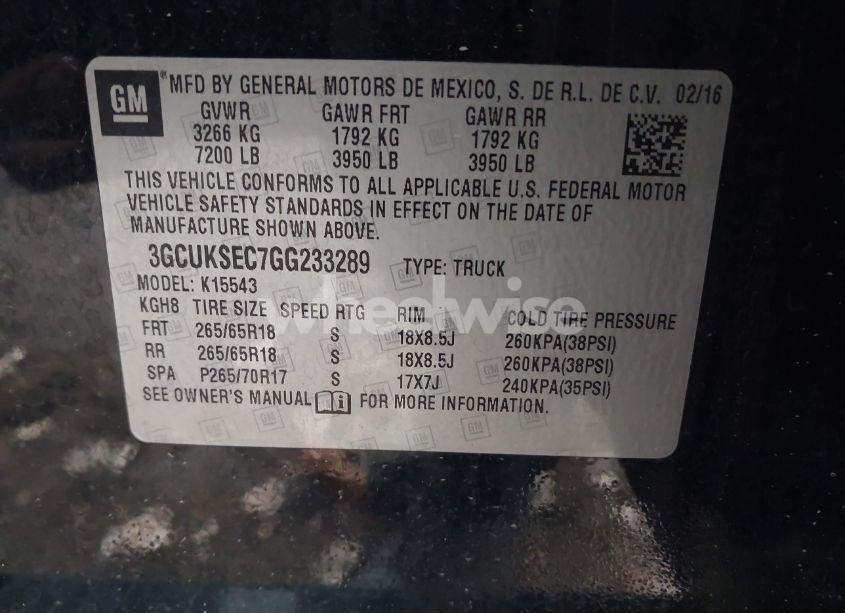 GM
® MFD BY GENERAL MOTORS DE MEXICO, S. DE R.L. DE C.V. 02/16
GVWR GAWR FRT GAWR RR
3266 KG 1792 KG 1792 KG
7200 LB 3950 LB 3950 LB
THIS VEHICLE CONFORMS TO ALL APPLICABLE U.S. FEDERAL MOTOR
VEHICLE SAFETY STANDARDS IN EFFECT ON THE DATE OF
MANUFACTURE SHOWN ABOVE.
3GCUKSEC7GG233289 TYPE: TRUCK
MODEL: K15543
wheelwise
KGH8 TIRE SIZE SPEED RTG RIM COLD TIRE PRESSURE
FRT 265/65R18 S 18X8.5J 260KPA(38PSI)
RR 265/65R18 S 18X8.5J 260KPA(38PSI)
SPA P265/70R17 S 17X7J 240KPA(35PSI)
SEE OWNER'S MANUAL i FOR MORE INFORMATION.